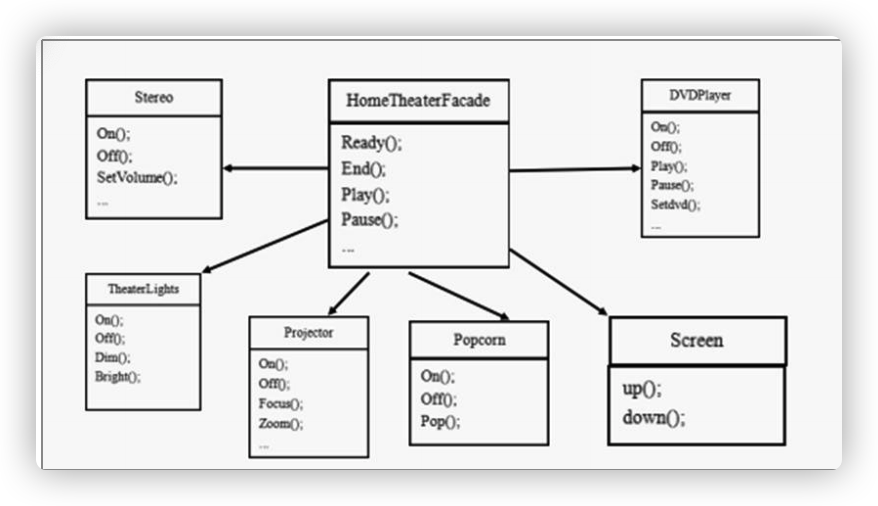 Stereo
On();
Off();
SetVolume();
...
HomeTheaterFacade
Ready();
End();
Play();
Pause();
...
DVDPlayer
On();
Off();
Play();
Pause();
Setdvd();
...
TheaterLights
On();
Off();
Dim();
Bright();
Projector
On();
Off();
Focus();
Zoom();
...
Popcorn
On();
Off();
Pop();
Screen
up();
down();